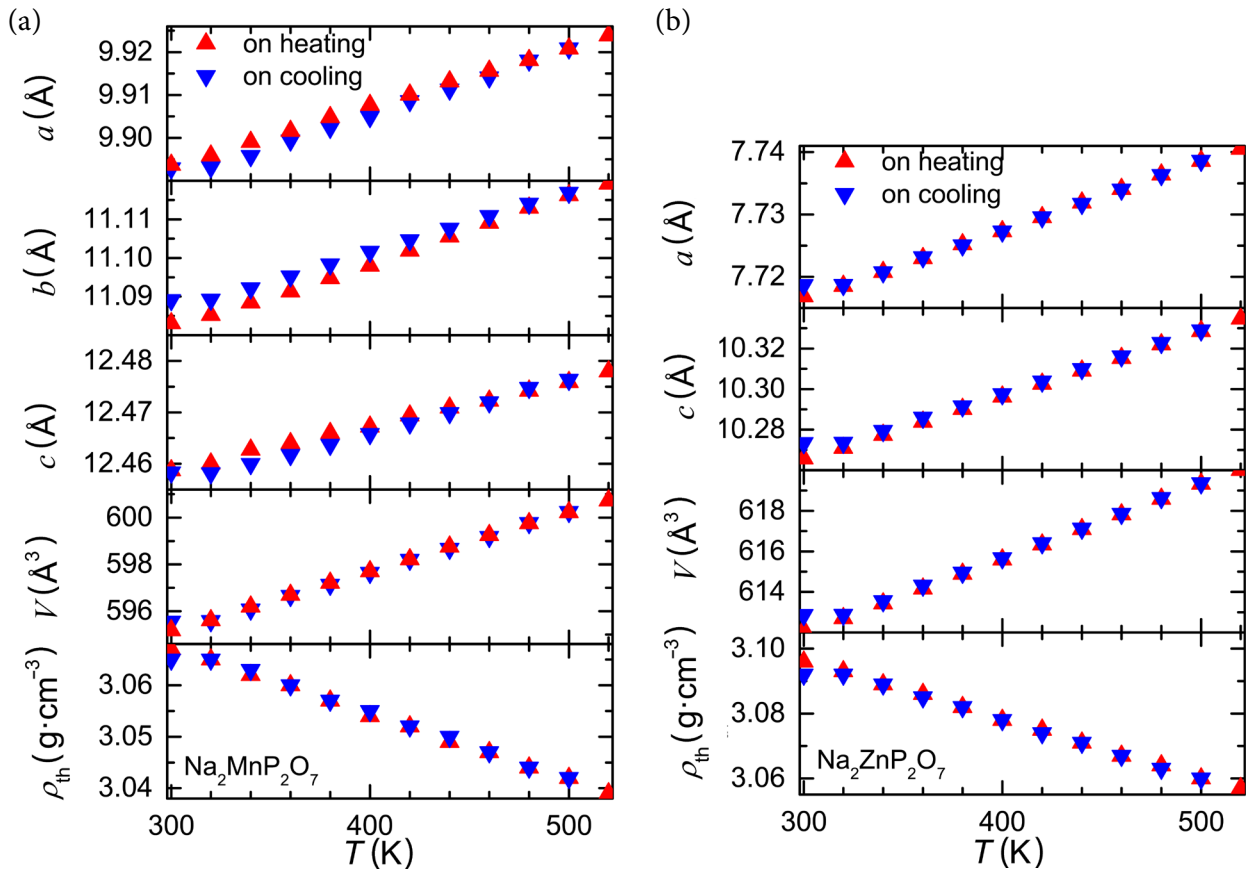 (a)
on heating
on cooling
9.92
9.91
9.90
a (Å)
11.11
11.10
11.09
b (Å)
12.48
12.47
12.46
c (Å)
600
598
596
V (Å³)
3.06
3.05
3.04
ρth (g·cm⁻³)
Na₂MnP₂O₇
300 400 500
T (K)
(b)
on heating
on cooling
7.74
7.73
7.72
a (Å)
10.32
10.30
10.28
c (Å)
618
616
614
V (Å³)
3.10
3.08
3.06
ρth (g·cm⁻³)
Na₂ZnP₂O₇
300 400 500
T (K)